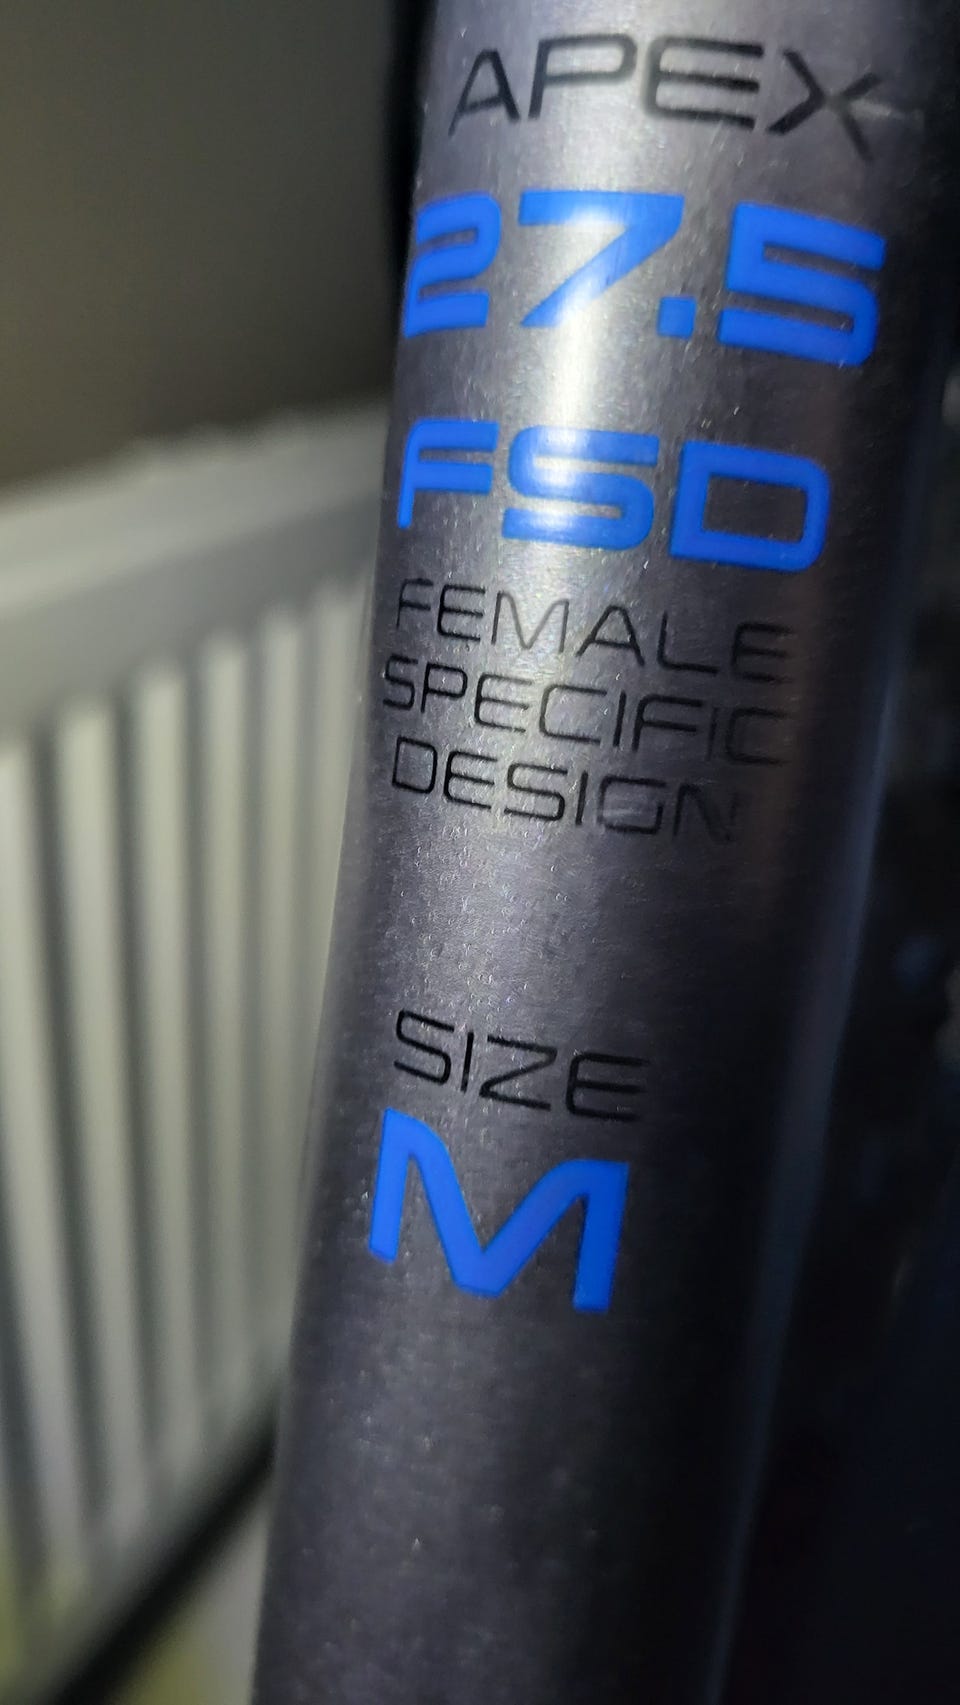 APEX
27.5
FSD
FEMALE
SPECIFIC
DESIGN
SIZE
M